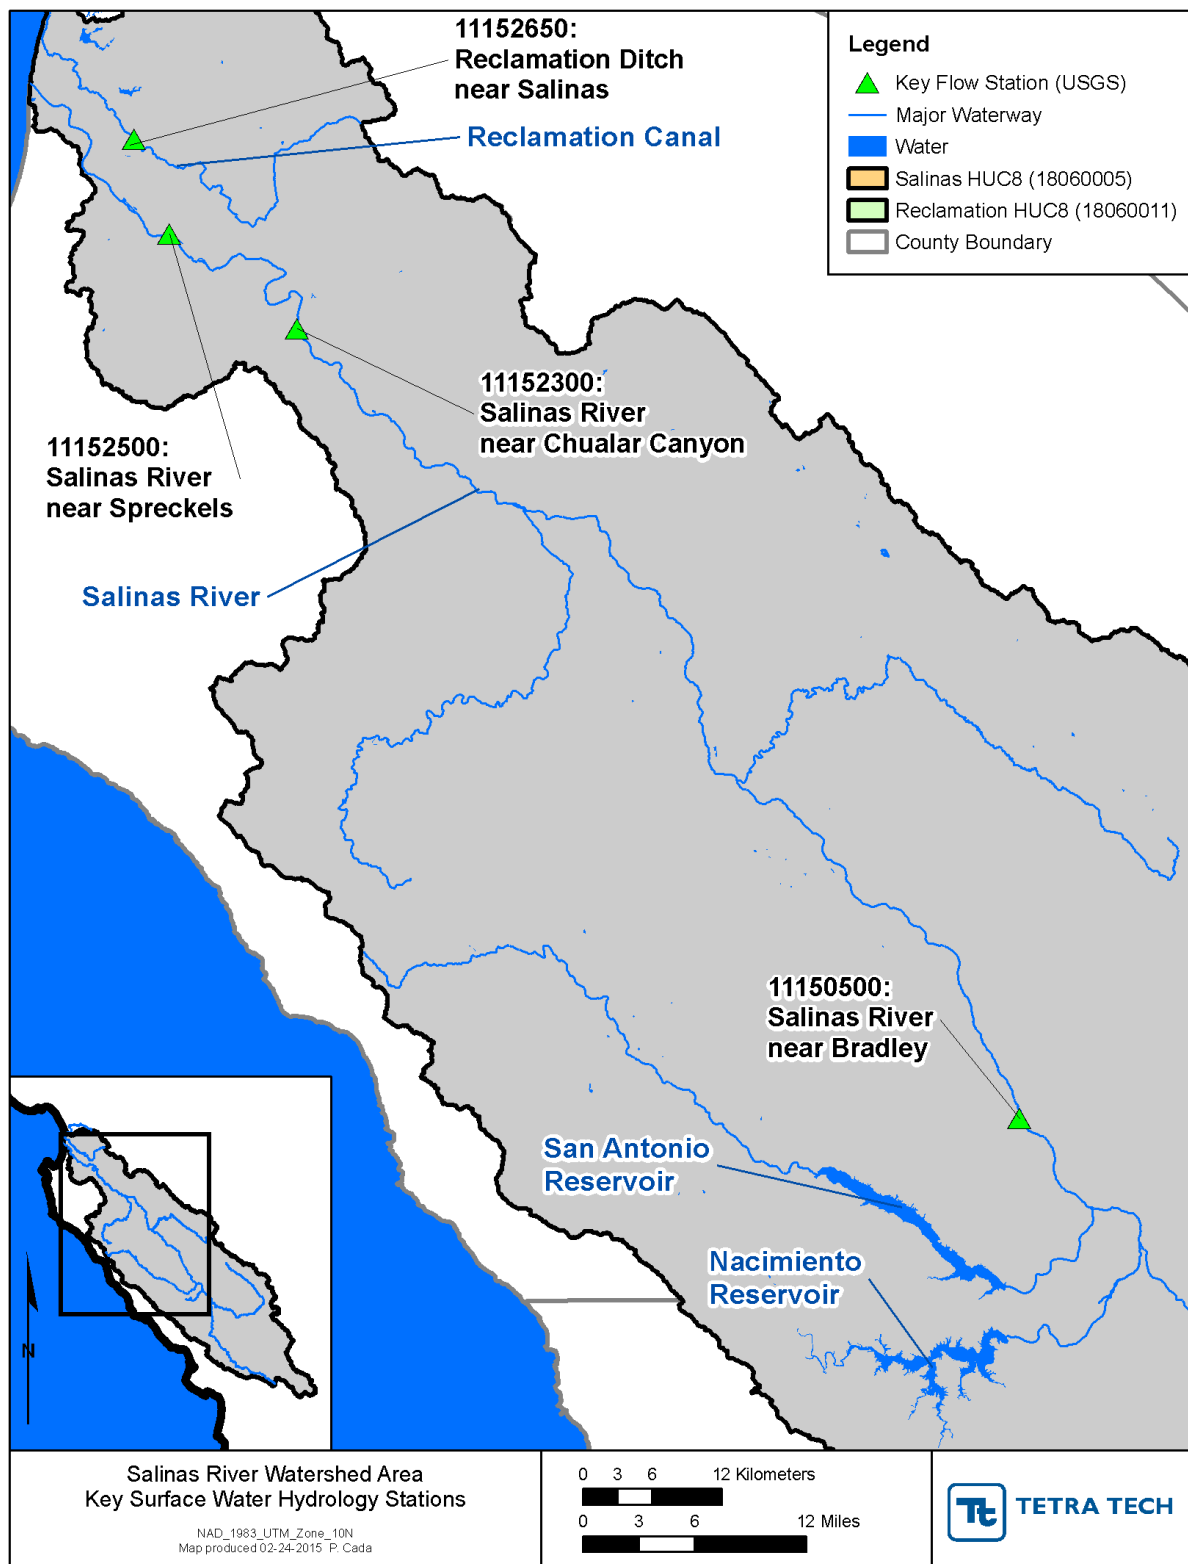 11152650:
Reclamation Ditch
near Salinas
Reclamation Canal
Legend
Key Flow Station (USGS)
Major Waterway
Water
Salinas HUC8 (18060005)
Reclamation HUC8 (18060011)
County Boundary
11152300:
Salinas River
near Chualar Canyon
11152500:
Salinas River
near Spreckels
Salinas River
11150500:
Salinas River
near Bradley
San Antonio
Reservoir
Nacimiento
Reservoir
N
Salinas River Watershed Area
Key Surface Water Hydrology Stations
NAD_1983_UTM_Zone_10N
Map produced 02-24-2015 P. Cada
0 3 6 12 Kilometers
0 3 6 12 Miles
Tt
TETRA TECH